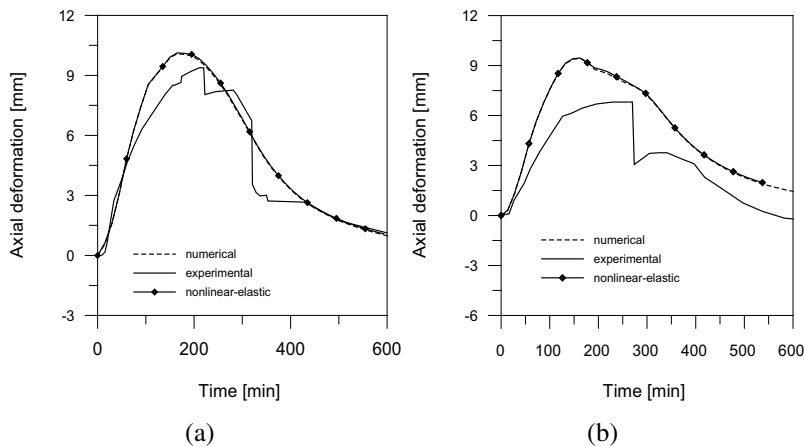 12
9
6
3
0
-3
Axial deformation [mm]
numerical
experimental
nonlinear-elastic
0 200 400 600
Time [min]
(a)
12
9
6
3
0
-3
-6
Axial deformation [mm]
numerical
experimental
nonlinear-elastic
0 100 200 300 400 500 600
Time [min]
(b)